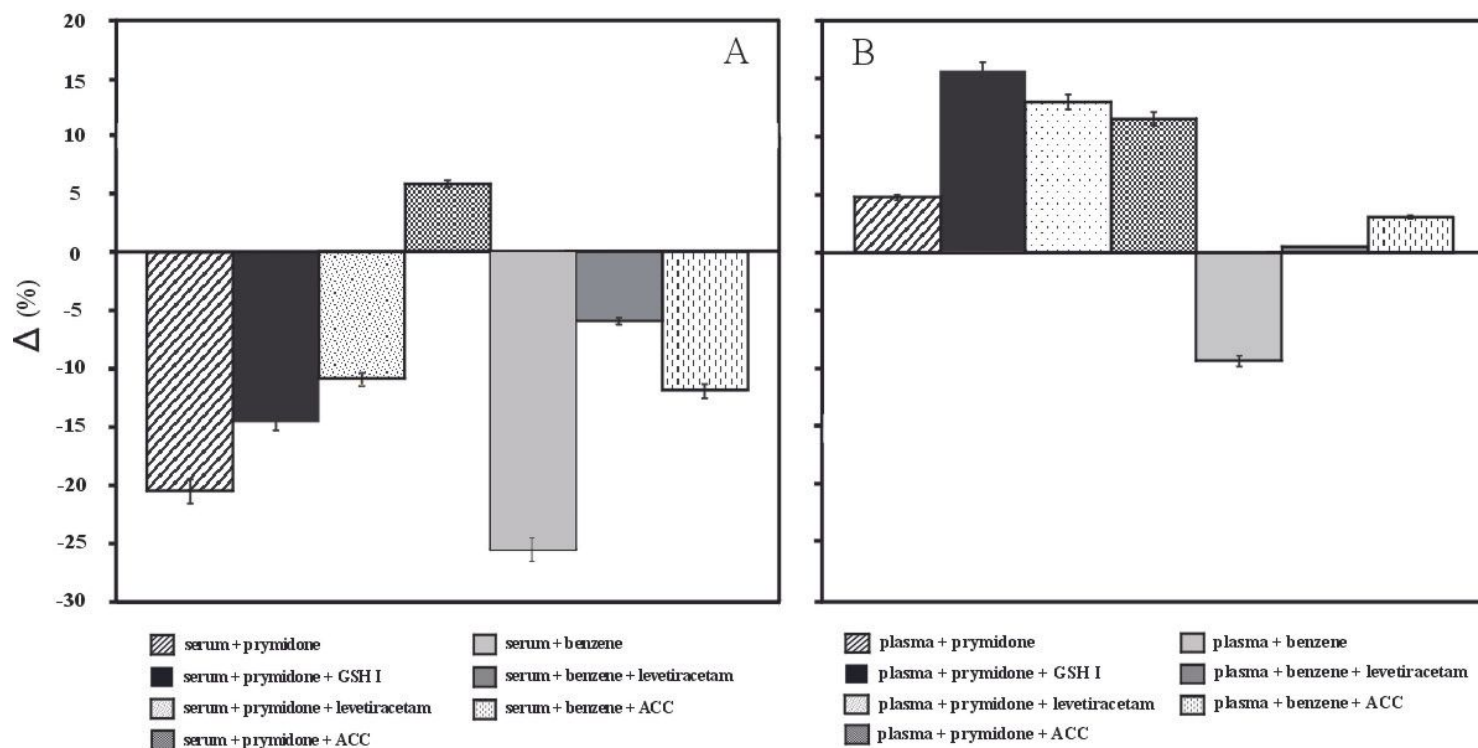 20
15
10
5
0
-5
-10
-15
-20
-25
-30
Δ (%)
A
B
serum + prymidone
serum + prymidone + GSH I
serum + prymidone + levetiracetam
serum + prymidone + ACC
serum + benzene
serum + benzene + levetiracetam
serum + benzene + ACC
plasma + prymidone
plasma + prymidone + GSH I
plasma + prymidone + levetiracetam
plasma + prymidone + ACC
plasma + benzene
plasma + benzene + levetiracetam
plasma + benzene + ACC